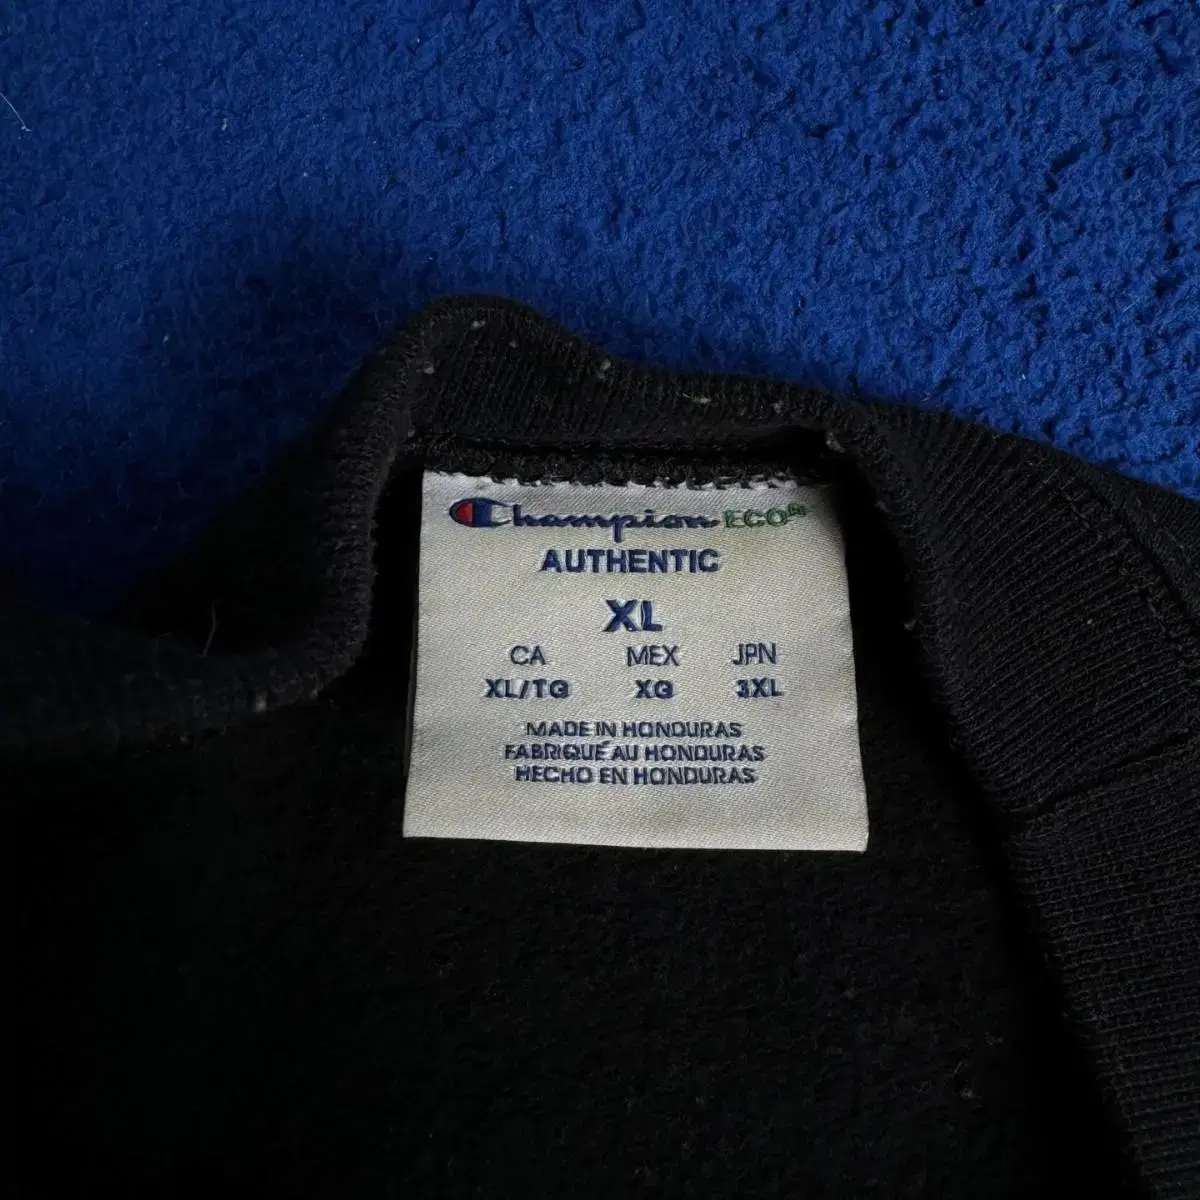 Champion ECO
AUTHENTIC
XL
CA MEX JPN
XL/TG XG 3XL
MADE IN HONDURAS
FABRIQUÉ AU HONDURAS
HECHO EN HONDURAS